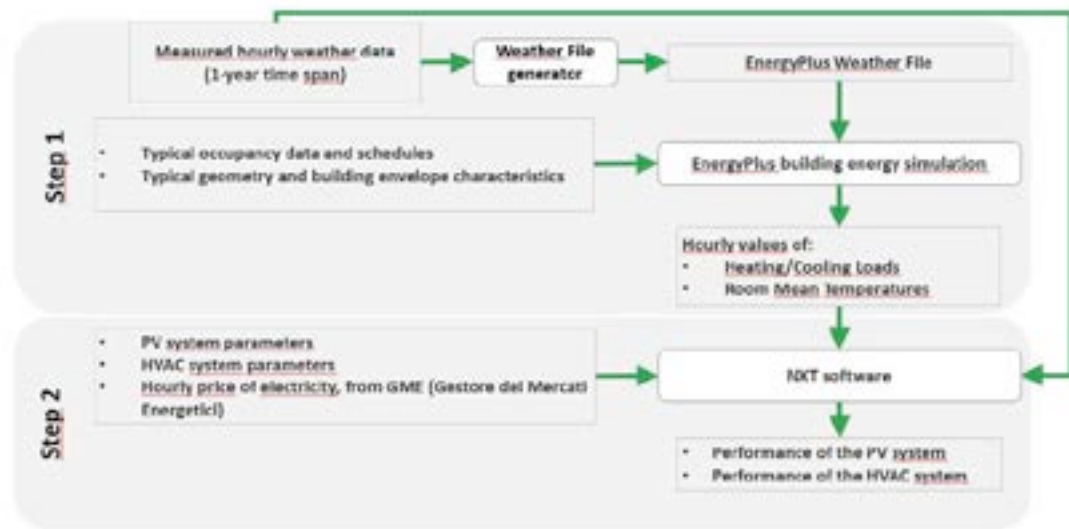 Measured hourly weather data
(1-year time span)
Weather File
generator
EnergyPlus Weather File
Step 1
• Typical occupancy data and schedules
• Typical geometry and building envelope characteristics
EnergyPlus building energy simulation
Hourly values of:
• Heating/Cooling Loads
• Room Mean Temperatures
Step 2
• PV system parameters
• HVAC system parameters
• Hourly price of electricity, from GME (Gestore dei Mercati
Energetici)
NXT software
• Performance of the PV system
• Performance of the HVAC system